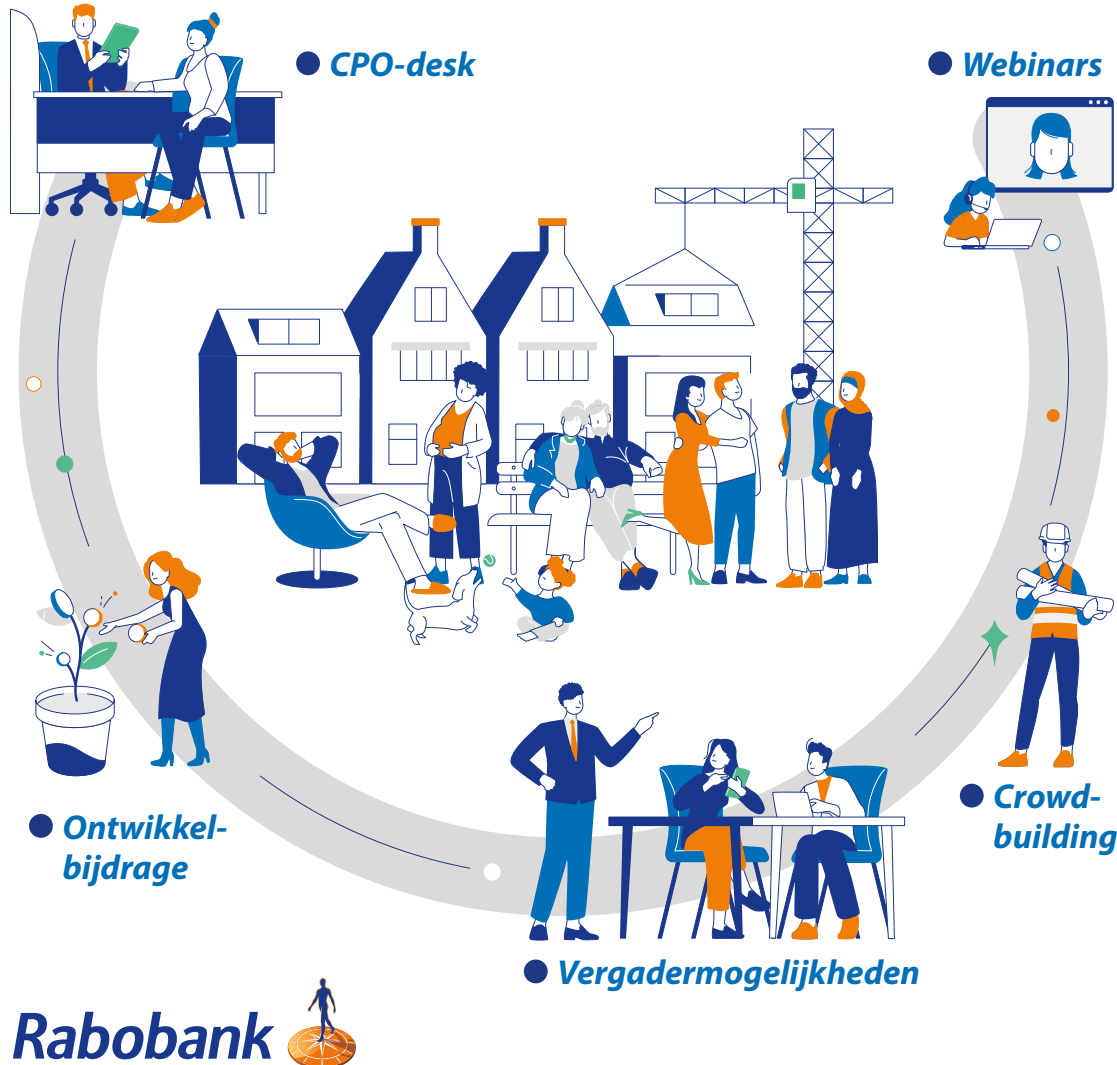 CPO-desk
Webinars
Crowd-
building
Ontwikkel-
bijdrage
Vergadermogelijkheden
Rabobank